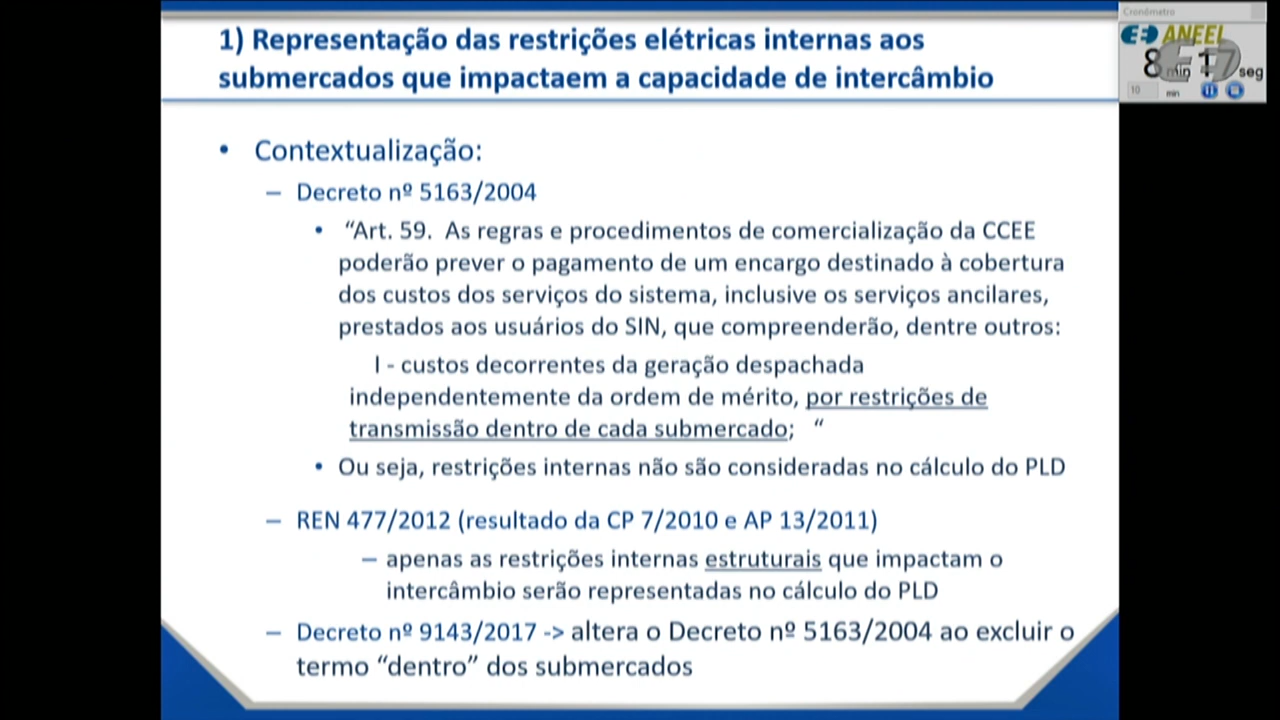 1) Representação das restrições elétricas internas aos
submercados que impactaem a capacidade de intercâmbio
• Contextualização:
– Decreto nº 5163/2004
• “Art. 59. As regras e procedimentos de comercialização da CCEE
poderão prever o pagamento de um encargo destinado à cobertura
dos custos dos serviços do sistema, inclusive os serviços ancilares,
prestados aos usuários do SIN, que compreenderão, dentre outros:
I - custos decorrentes da geração despachada
independentemente da ordem de mérito, por restrições de
transmissão dentro de cada submercado; “
• Ou seja, restrições internas não são consideradas no cálculo do PLD
– REN 477/2012 (resultado da CP 7/2010 e AP 13/2011)
– apenas as restrições internas estruturais que impactam o
intercâmbio serão representadas no cálculo do PLD
– Decreto nº 9143/2017 -> altera o Decreto nº 5163/2004 ao excluir o
termo “dentro” dos submercados
Cronômetro
ANEEL
8 min 17 seg
10 min